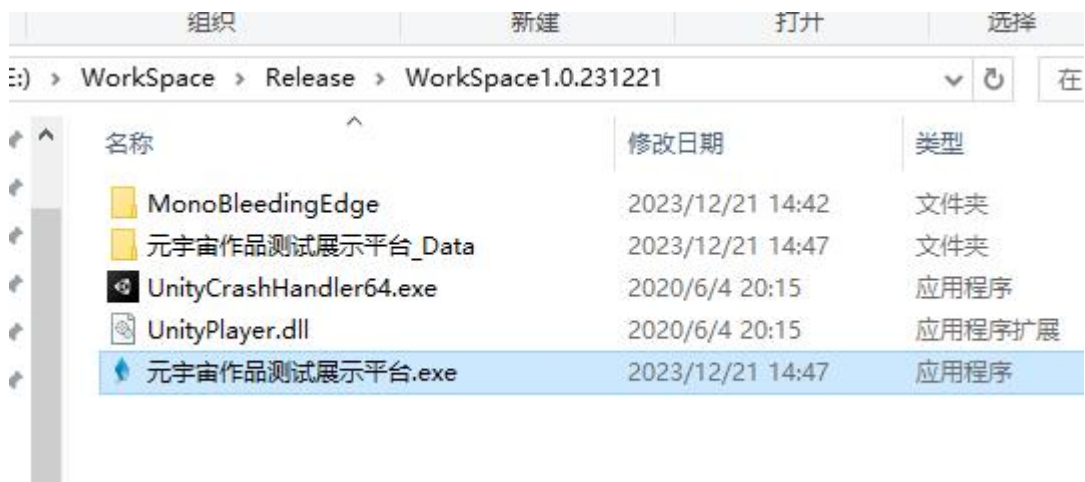 组织 新建 打开 选择
E:) › WorkSpace › Release › WorkSpace1.0.231221 在
名称 修改日期 类型
MonoBleedingEdge 2023/12/21 14:42 文件夹
元宇宙作品测试展示平台_Data 2023/12/21 14:47 文件夹
UnityCrashHandler64.exe 2020/6/4 20:15 应用程序
UnityPlayer.dll 2020/6/4 20:15 应用程序扩展
元宇宙作品测试展示平台.exe 2023/12/21 14:47 应用程序